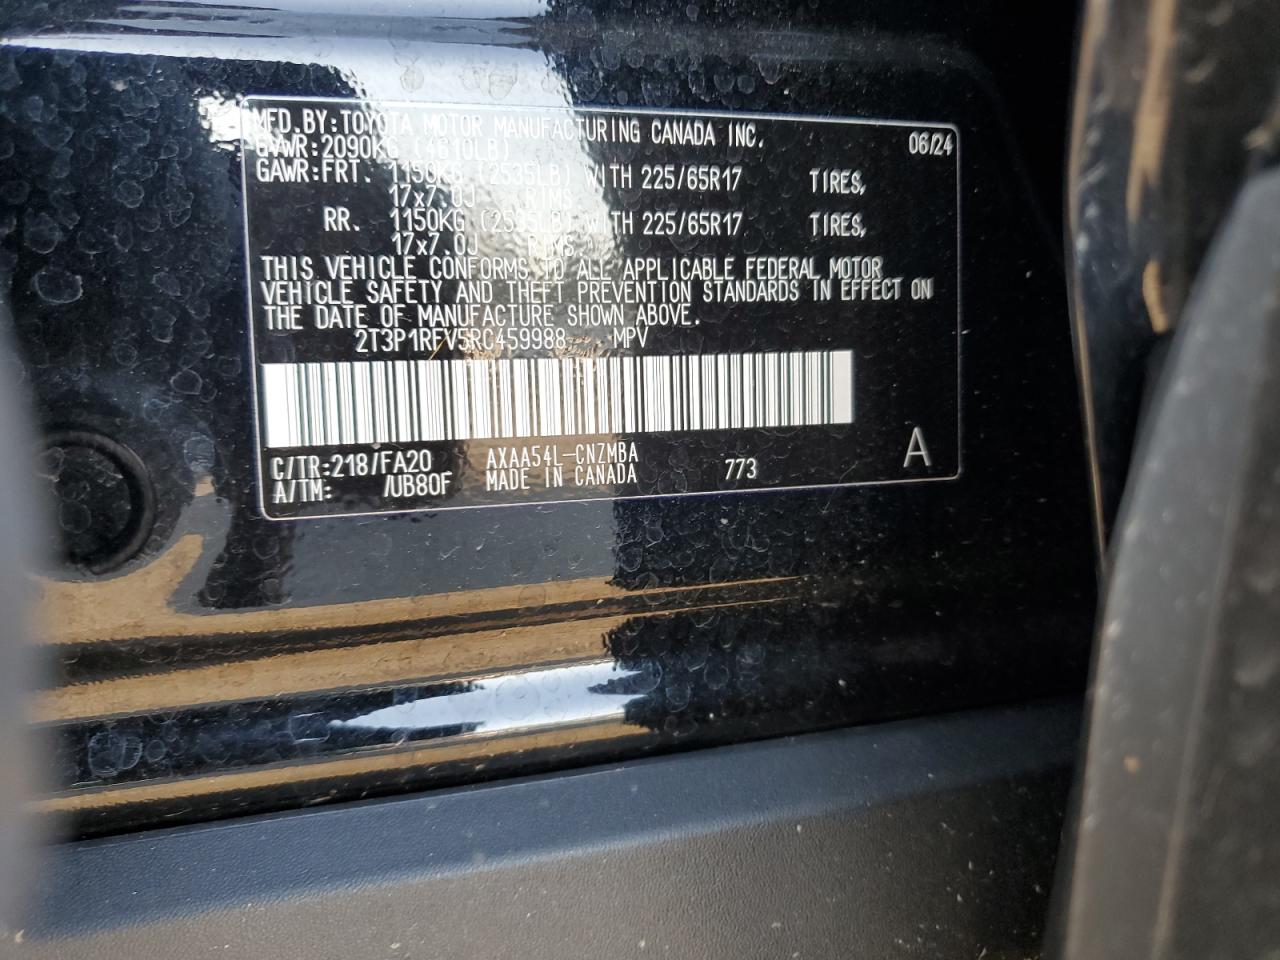 MFD.BY:TOYOTA MOTOR MANUFACTURING CANADA INC. 06/24
GVWR:2090KG (4610LB)
GAWR:FRT. 1150KG (2535LB) WITH 225/65R17 TIRES,
17x7.0J RIMS
RR. 1150KG (2535LB) WITH 225/65R17 TIRES,
17x7.0J RIMS.
THIS VEHICLE CONFORMS TO ALL APPLICABLE FEDERAL MOTOR
VEHICLE SAFETY AND THEFT PREVENTION STANDARDS IN EFFECT ON
THE DATE OF MANUFACTURE SHOWN ABOVE.
2T3P1RFV5RC459988 MPV
C/TR:218/FA20 AXAA54L-CNZMBA 773 A
A/TM: /UB80F MADE IN CANADA